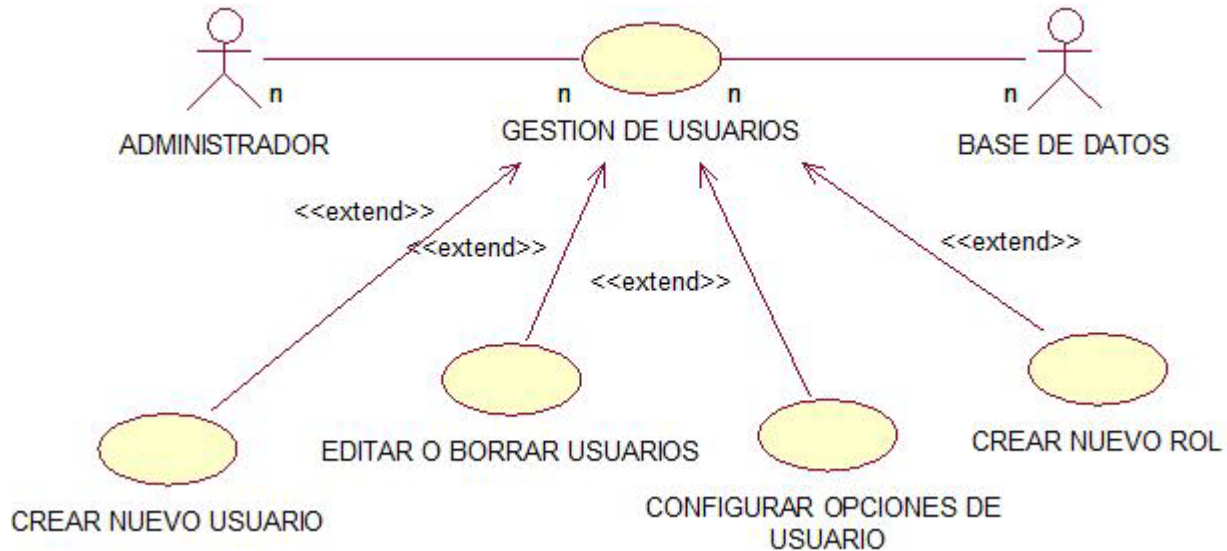 n
n
n
n
ADMINISTRADOR
GESTION DE USUARIOS
BASE DE DATOS
<<extend>>
<<extend>>
<<extend>>
<<extend>>
EDITAR O BORRAR USUARIOS
CREAR NUEVO ROL
CREAR NUEVO USUARIO
CONFIGURAR OPCIONES DE
USUARIO